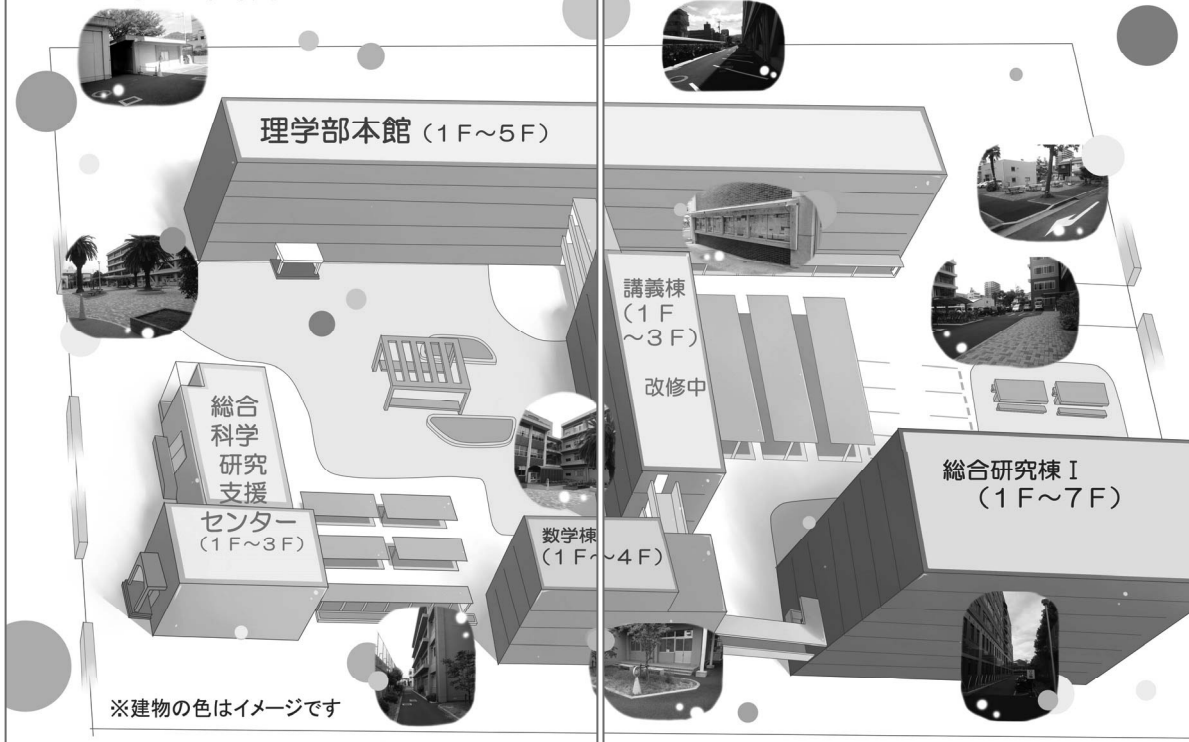 理学部本館(1F〜5F)
講義棟
(1F
〜3F)
改修中
総合
科学
研究
支援
センター
(1F〜3F)
数学棟
(1F〜4F)
総合研究棟Ⅰ
(1F〜7F)
※建物の色はイメージです